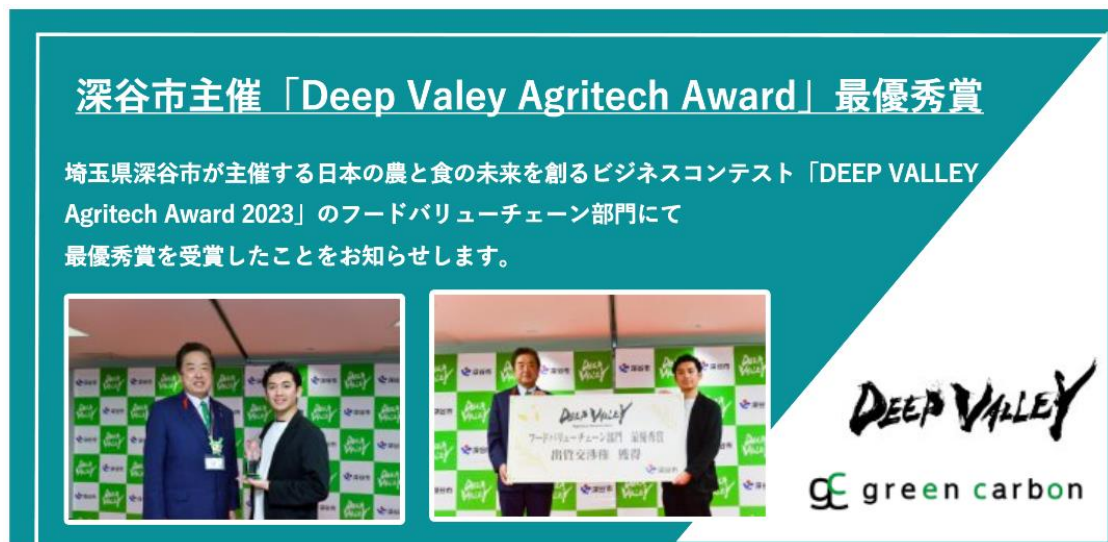 深谷市主催「Deep Valey Agritech Award」最優秀賞
埼玉県深谷市が主催する日本の農と食の未来を創るビジネスコンテスト「DEEP VALLEY
Agritech Award 2023」のフードバリューチェーン部門にて
最優秀賞を受賞したことをお知らせします。
DEEP VALLEY
フードバリューチェーン部門 最優秀賞
出資交渉権 獲得
深谷市
DEEP VALLEY
gc green carbon